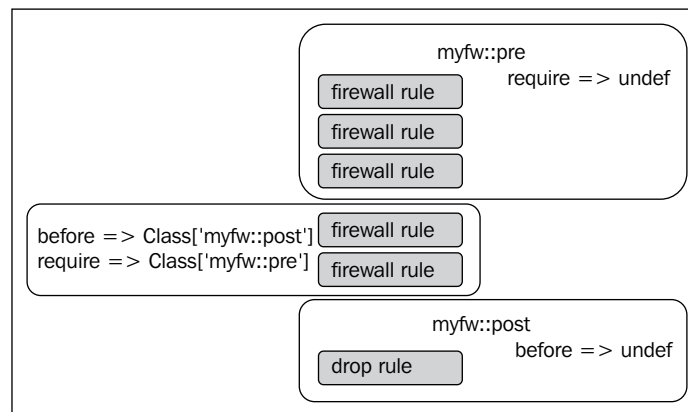 myfw::pre
require => undef
firewall rule
firewall rule
firewall rule
before => Class['myfw::post']
require => Class['myfw::pre']
firewall rule
firewall rule
myfw::post
before => undef
drop rule